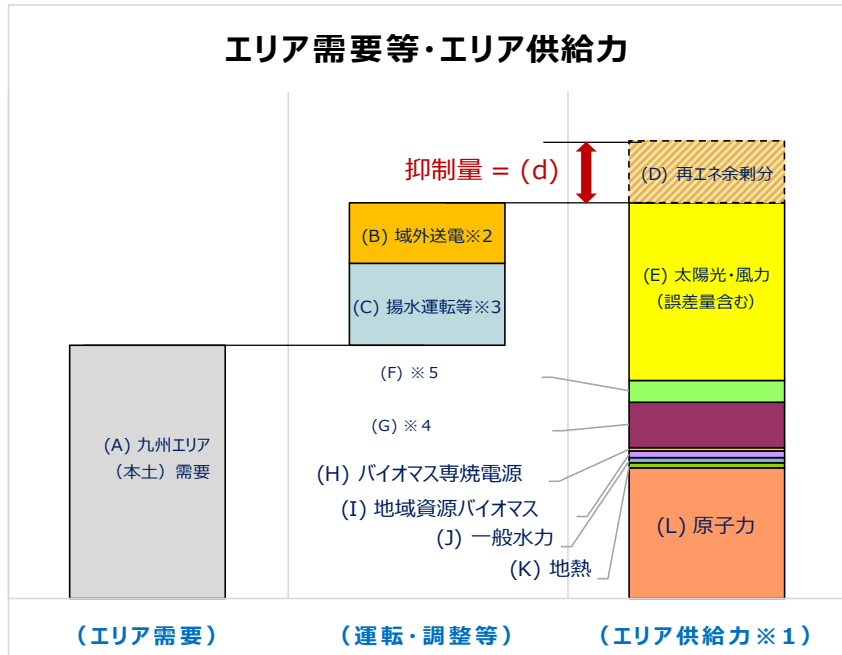 エリア需要等・エリア供給力
抑制量 = (d)
(D) 再エネ余剰分
(B) 域外送電※2
(C) 揚水運転等※3
(E) 太陽光・風力
（誤差量含む）
(F) ※５
(G) ※４
(A) 九州エリア
（本土）需要
(H) バイオマス専焼電源
(I) 地域資源バイオマス
(J) 一般水力
(K) 地熱
(L) 原子力
（エリア需要）
（運転・調整等）
（エリア供給力※１）